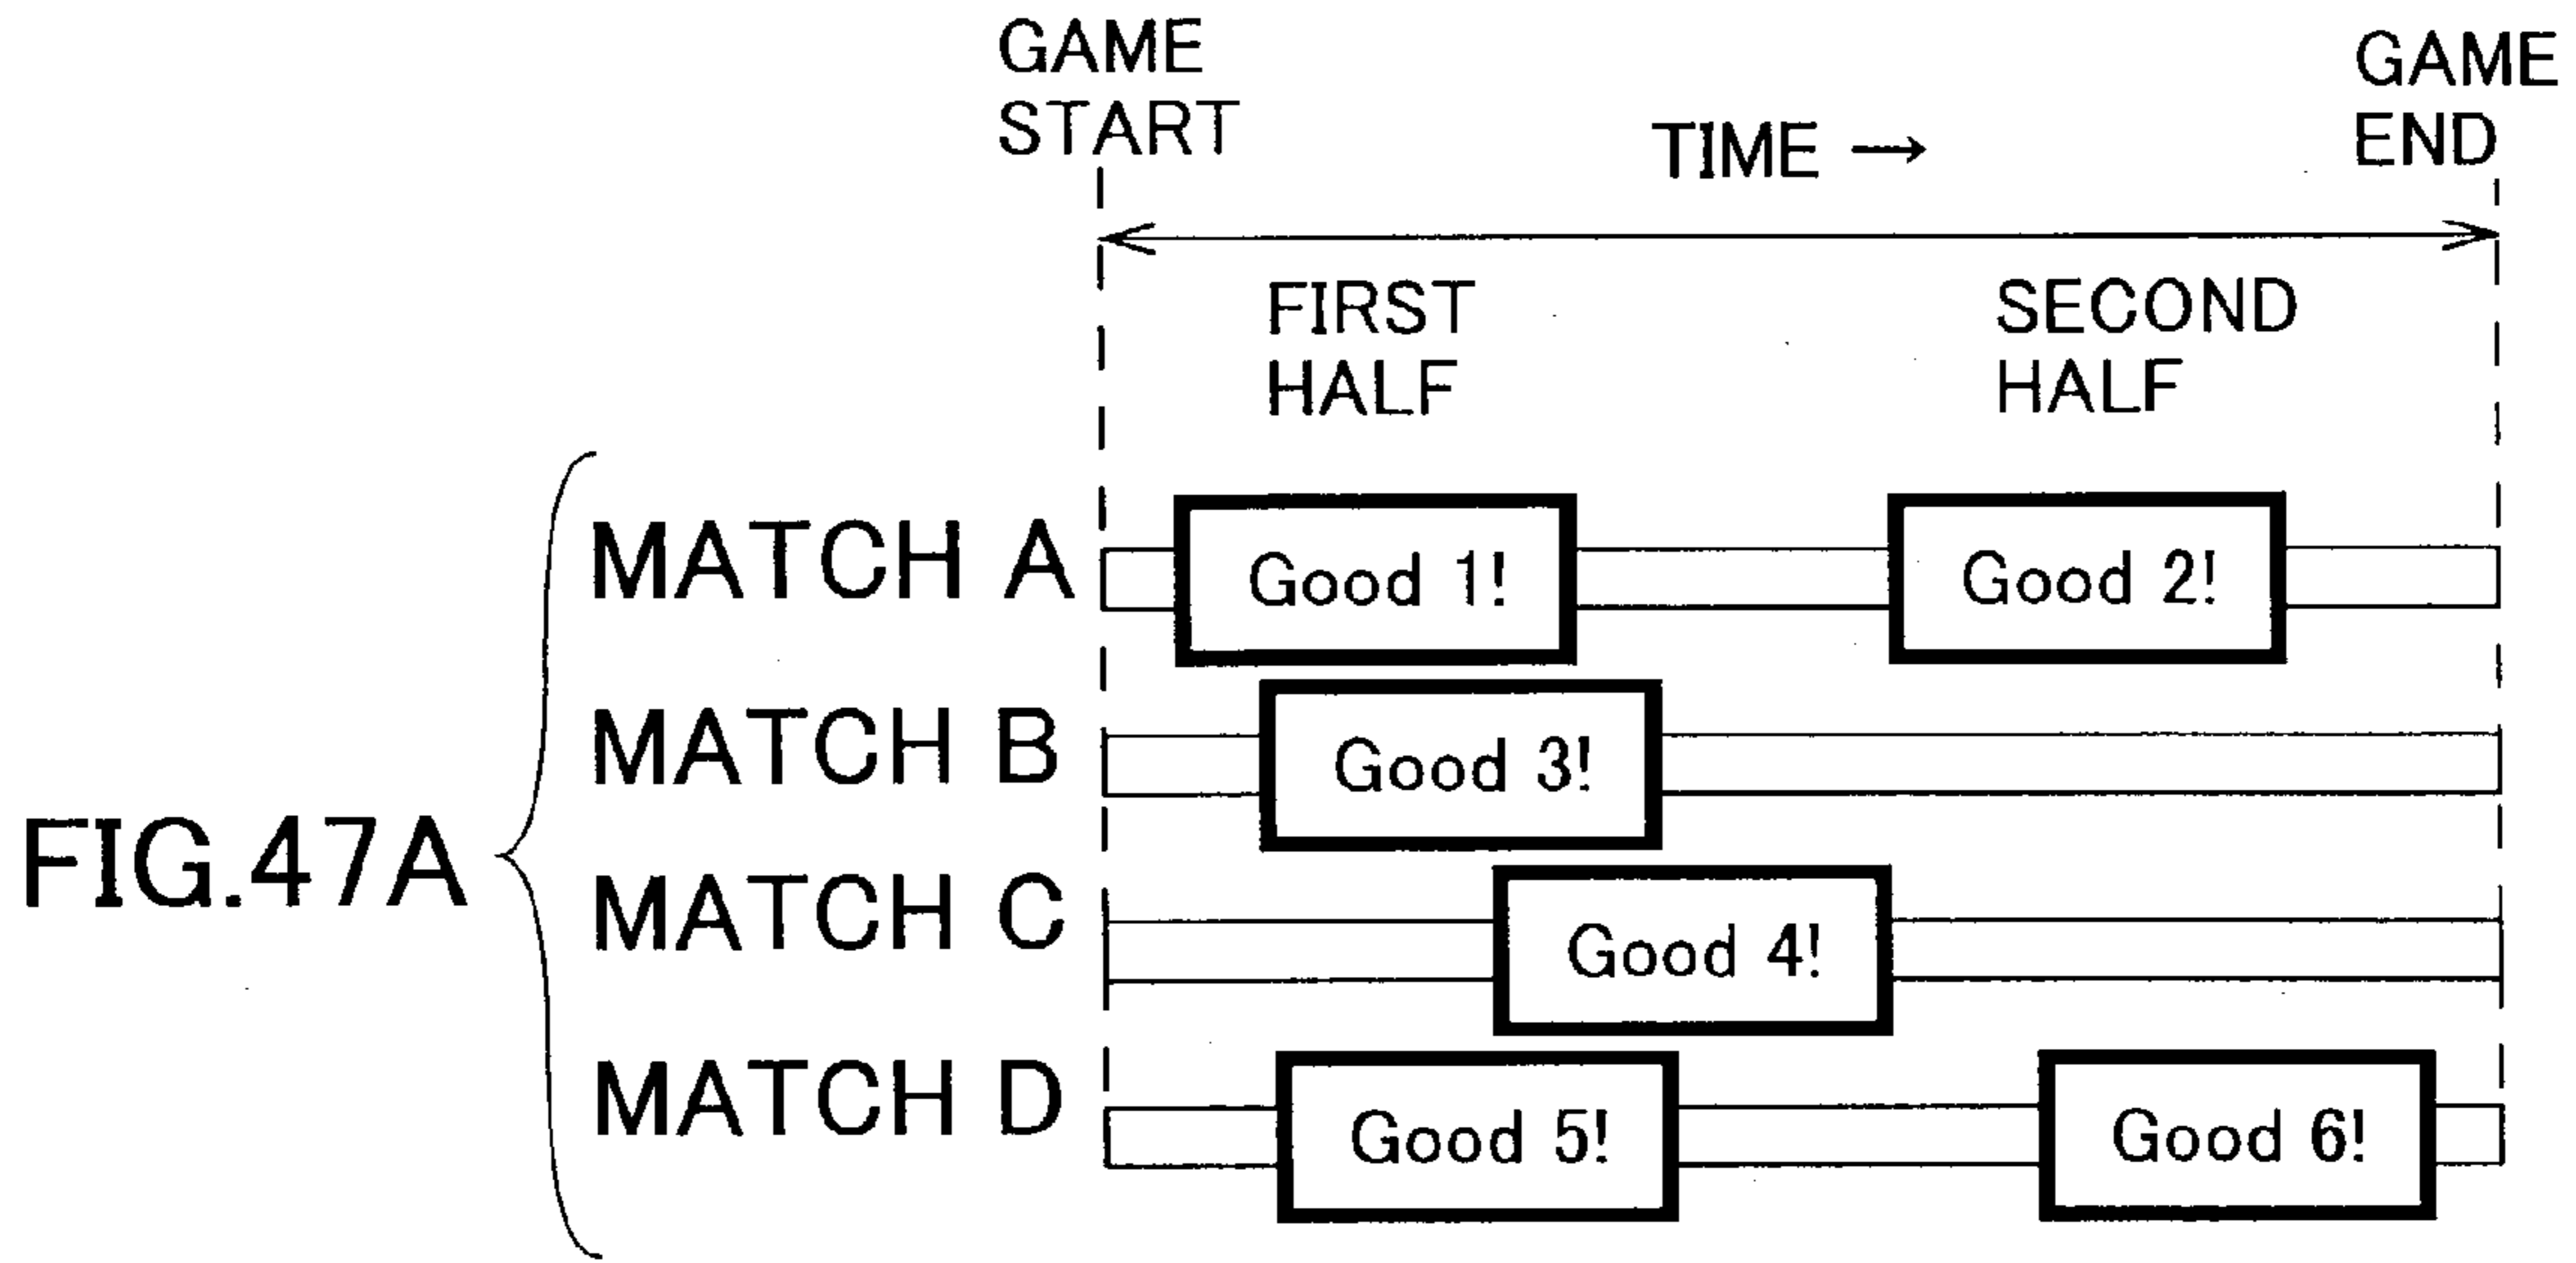 GAME
START
TIME →
GAME
END
FIRST
HALF
SECOND
HALF
FIG.47A
MATCH A
Good 1!
Good 2!
MATCH B
Good 3!
MATCH C
Good 4!
MATCH D
Good 5!
Good 6!